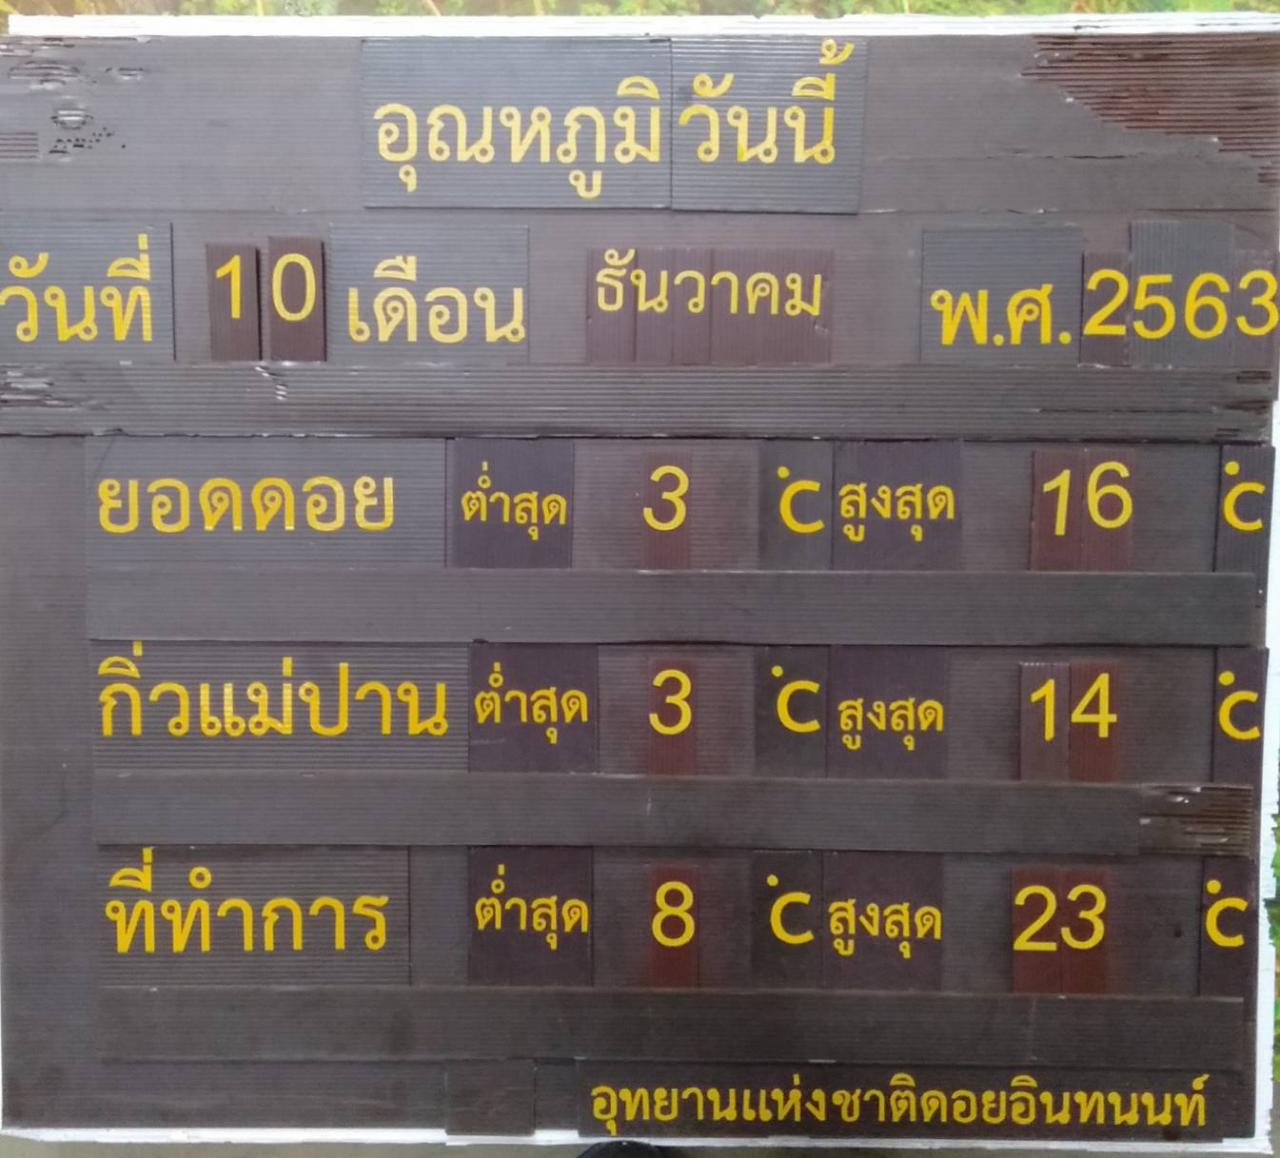 อุณหภูมิวันนี้
วันที่ 10 เดือน ธันวาคม พ.ศ. 2563
ยอดดอย ต่ำสุด 3 °C สูงสุด 16 °C
กิ่วแม่ปาน ต่ำสุด 3 °C สูงสุด 14 °C
ที่ทำการ ต่ำสุด 8 °C สูงสุด 23 °C
อุทยานแห่งชาติดอยอินทนนท์